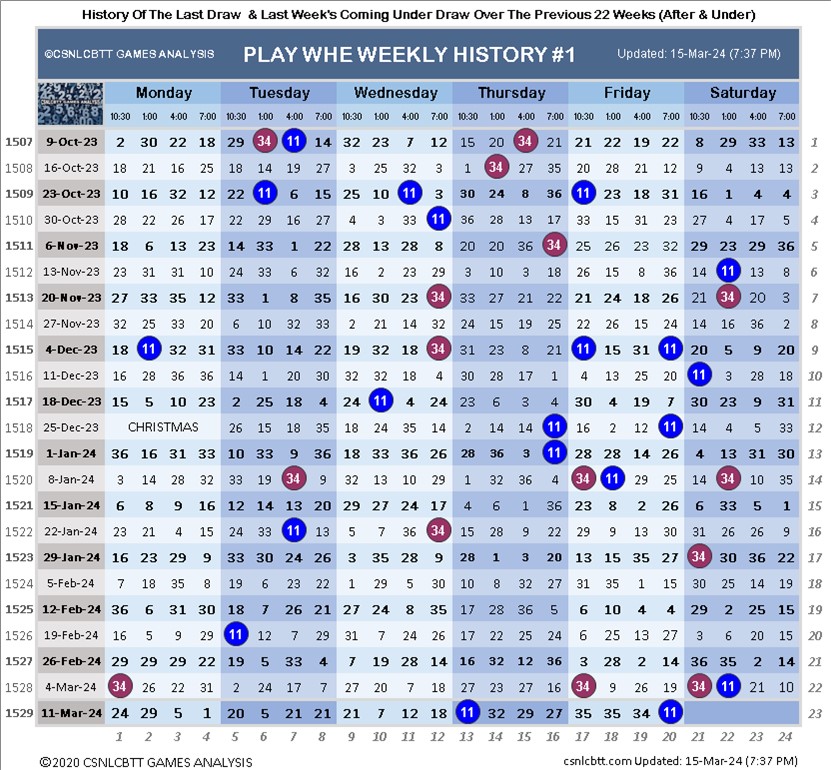 History Of The Last Draw & Last Week's Coming Under Draw Over The Previous 22 Weeks (After & Under)
©CSNLCBTT GAMES ANALYSIS PLAY WHE WEEKLY HISTORY #1 Updated: 15-Mar-24 (7:37 PM)
Monday Tuesday Wednesday Thursday Friday Saturday
10:30 1:00 4:00 7:00 10:30 1:00 4:00 7:00 10:30 1:00 4:00 7:00 10:30 1:00 4:00 7:00 10:30 1:00 4:00 7:00 10:30 1:00 4:00 7:00
1507 9-Oct-23 2 30 22 18 29 34 11 14 32 23 7 12 15 20 34 21 21 22 19 22 8 29 33 13 1
1508 16-Oct-23 18 21 16 25 18 14 19 27 3 25 32 3 1 34 27 35 20 28 21 12 9 4 13 13 2
1509 23-Oct-23 10 16 32 12 22 11 6 15 25 10 11 3 30 24 8 36 11 23 18 31 16 1 4 4 3
1510 30-Oct-23 28 22 26 17 22 29 16 27 4 3 33 11 36 28 13 17 33 15 31 23 27 4 17 5 4
1511 6-Nov-23 18 6 13 23 14 33 1 22 28 13 28 8 20 20 36 34 25 26 23 32 29 23 29 36 5
1512 13-Nov-23 23 31 31 10 24 33 6 32 16 2 23 29 3 10 3 18 26 15 8 36 14 11 13 8 6
1513 20-Nov-23 27 33 35 12 33 1 8 35 16 30 23 34 33 27 21 22 21 24 18 26 21 34 20 3 7
1514 27-Nov-23 32 25 33 20 6 10 32 33 2 21 14 32 24 15 19 25 22 26 15 24 14 16 36 2 8
1515 4-Dec-23 18 11 32 31 33 10 14 22 19 32 18 34 31 23 8 21 11 15 31 11 20 5 9 20 9
1516 11-Dec-23 16 28 36 36 14 1 20 30 32 32 18 4 30 28 17 1 4 13 25 20 11 3 28 18 10
1517 18-Dec-23 15 5 10 23 2 25 18 4 24 11 4 24 23 6 3 4 30 4 19 7 30 23 9 31 11
1518 25-Dec-23 CHRISTMAS 26 15 18 35 18 24 35 14 2 14 14 11 16 2 12 11 14 4 5 33 12
1519 1-Jan-24 36 16 31 33 10 33 9 36 18 33 36 26 28 36 3 11 28 28 14 26 4 13 31 30 13
1520 8-Jan-24 3 14 28 32 33 19 34 9 32 13 10 29 1 32 36 4 34 11 29 25 14 34 10 35 14
1521 15-Jan-24 6 8 9 16 12 14 13 20 29 27 24 17 4 6 1 36 23 8 2 26 6 33 5 1 15
1522 22-Jan-24 23 21 4 15 24 33 11 13 5 7 36 34 15 28 9 22 29 9 13 30 31 26 26 9 16
1523 29-Jan-24 16 23 29 9 33 30 24 26 3 35 28 9 28 1 3 20 13 15 35 27 34 30 36 22 17
1524 5-Feb-24 7 18 35 8 19 6 23 22 1 29 5 30 10 8 32 27 31 35 1 15 30 25 14 19 18
1525 12-Feb-24 36 6 31 30 18 7 26 21 27 24 8 35 17 28 36 5 6 10 4 4 29 2 25 15 19
1526 19-Feb-24 16 5 9 29 11 12 7 29 31 7 24 26 17 22 25 24 6 25 13 27 3 6 20 15 20
1527 26-Feb-24 29 29 29 22 19 5 33 4 7 19 28 14 16 32 12 36 3 28 2 14 36 35 2 14 21
1528 4-Mar-24 34 26 22 31 2 24 17 7 27 20 7 18 27 23 27 16 34 9 26 19 34 11 21 10 22
1529 11-Mar-24 24 29 5 1 20 5 21 21 21 7 12 18 11 32 29 27 35 35 34 11 23
1 2 3 4 5 6 7 8 9 10 11 12 13 14 15 16 17 18 19 20 21 22 23 24
©2020 CSNLCBTT GAMES ANALYSIS csnlcbtt.com Updated: 15-Mar-24 (7:37 PM)